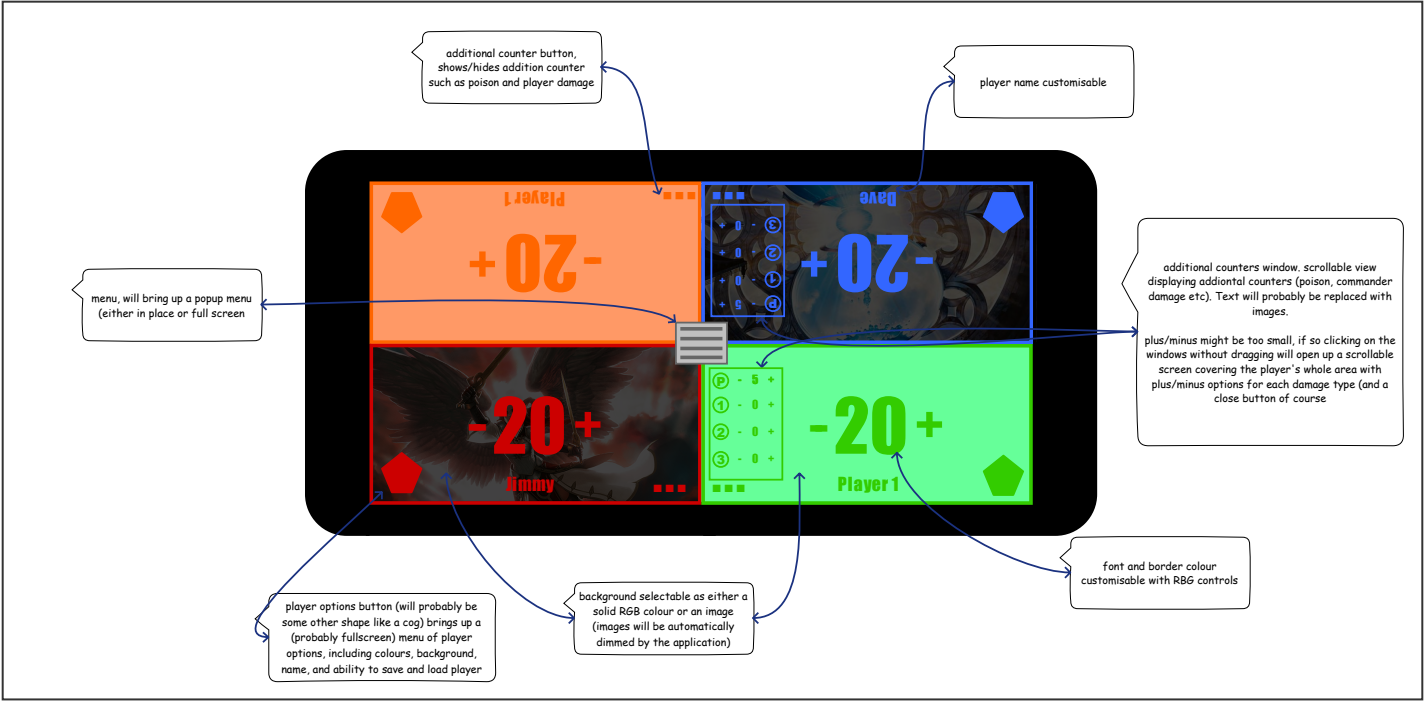 additional counter button,
shows/hides addition counter
such as poison and player damage
player name customisable
menu, will bring up a popup menu
(either in place or full screen
Player 1
- 20 +
Dave
- 20 +
3 - 0 +
2 - 0 +
1 - 0 +
P - 5 +
- 20 +
Jimmy
P - 5 +
1 - 0 +
2 - 0 +
3 - 0 +
- 20 +
Player 1
additional counters window. scrollable view
displaying addiontal counters (poison, commander
damage etc). Text will probably be replaced with
images.
plus/minus might be too small, if so clicking on the
windows without dragging will open up a scrollable
screen covering the player's whole area with
plus/minus options for each damage type (and a
close button of course
font and border colour
customisable with RBG controls
background selectable as either a
solid RGB colour or an image
(images will be automatically
dimmed by the application)
player options button (will probably be
some other shape like a cog) brings up a
(probably fullscreen) menu of player
options, including colours, background,
name, and ability to save and load player